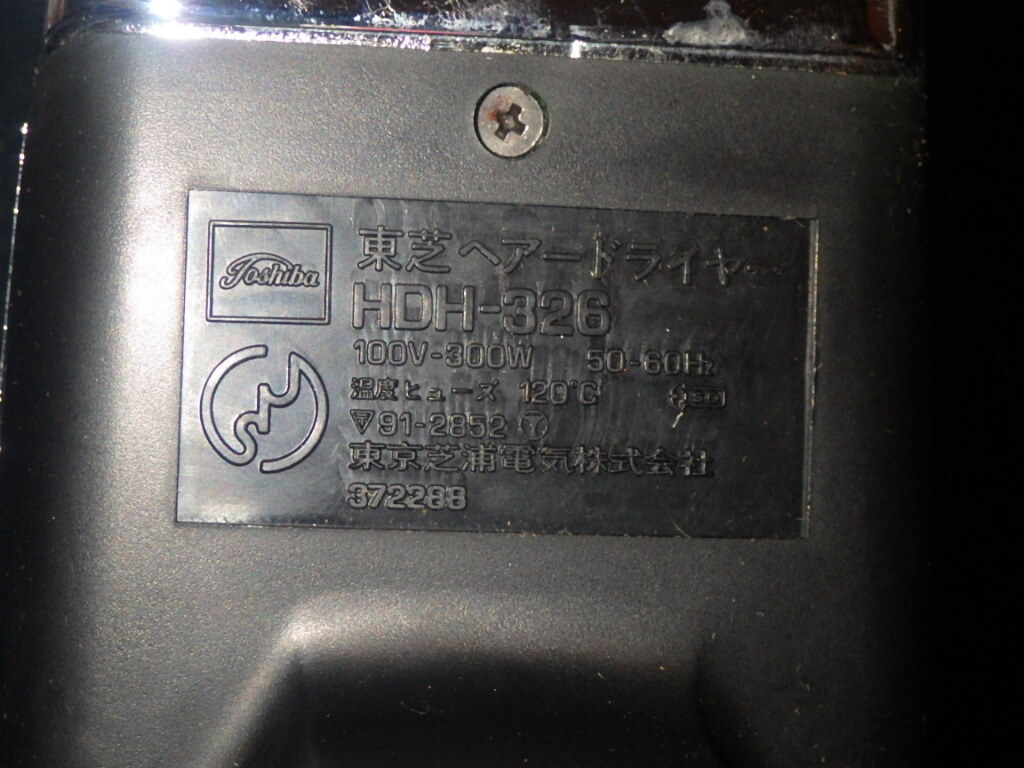 Toshiba
東芝ヘアードライヤー
HDH-326
100V-300W 50-60Hz
温度ヒューズ 120°C
▽91-2852
東京芝浦電気株式会社
372288